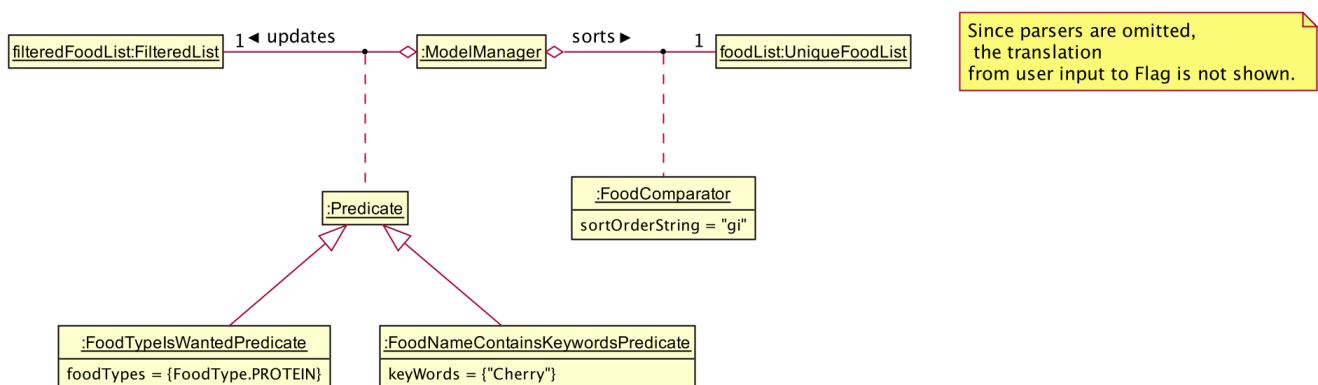 filteredFoodList:FilteredList
1 ◄ updates
:ModelManager
sorts ►
1
foodList:UniqueFoodList
Since parsers are omitted,
the translation
from user input to Flag is not shown.
:Predicate
:FoodComparator
sortOrderString = "gi"
:FoodTypeIsWantedPredicate
foodTypes = {FoodType.PROTEIN}
:FoodNameContainsKeywordsPredicate
keyWords = {"Cherry"}